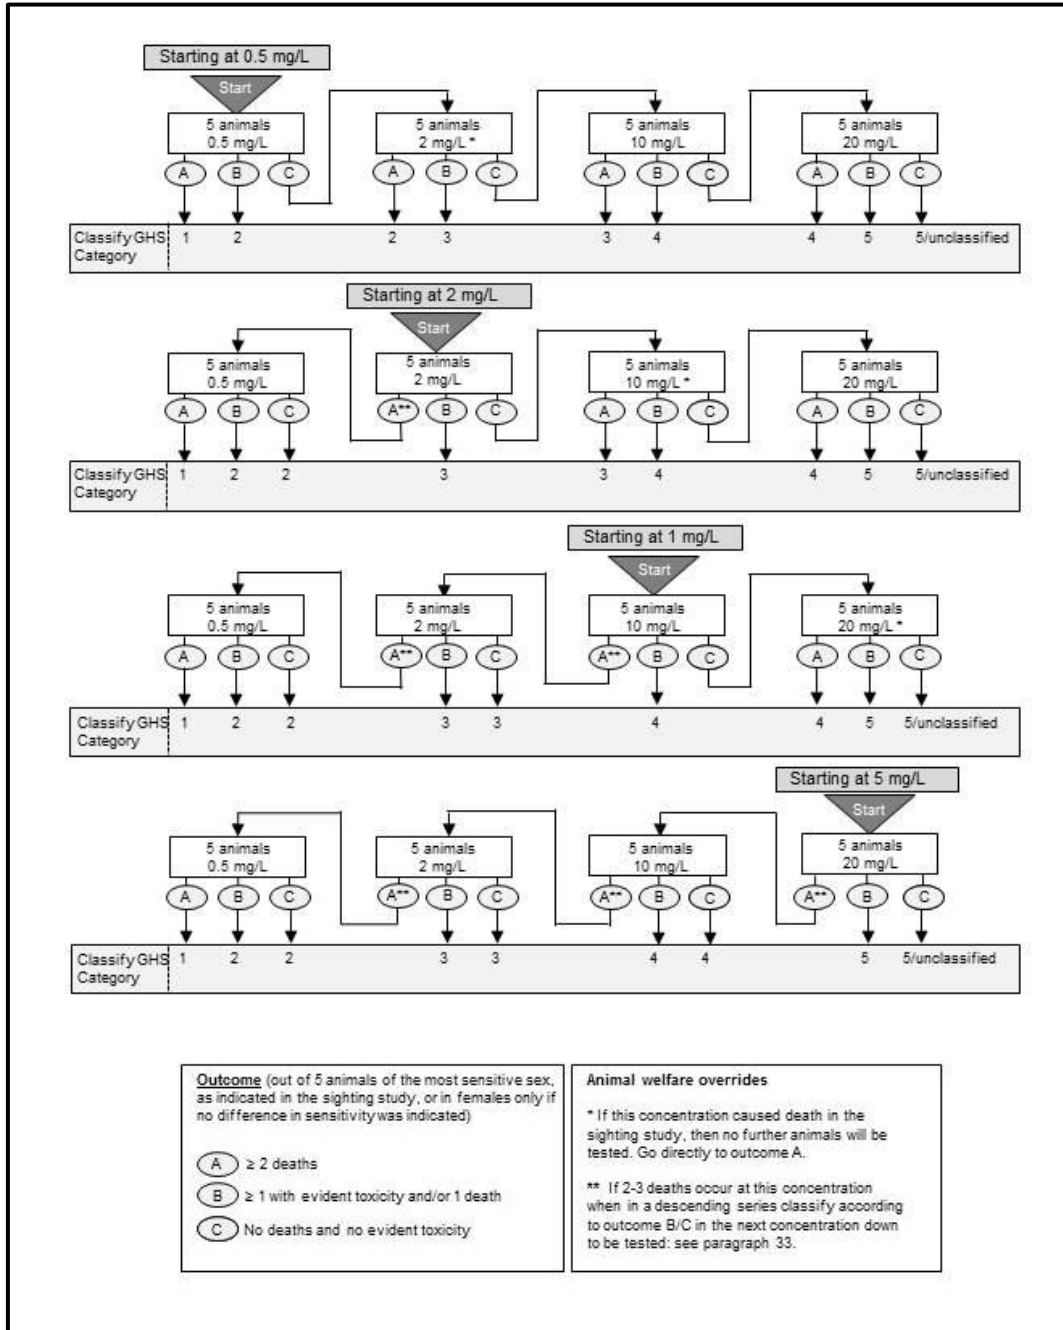 Starting at 0.5 mg/L
Start
5 animals 5 animals 5 animals 5 animals
0.5 mg/L 2 mg/L * 10 mg/L 20 mg/L
A B C A B C A B C A B C
Classify GHS 1 2 2 3 3 4 4 5 5/unclassified
Category
Starting at 2 mg/L
Start
5 animals 5 animals 5 animals 5 animals
0.5 mg/L 2 mg/L 10 mg/L * 20 mg/L
A B C A** B C A B C A B C
Classify GHS 1 2 2 3 3 4 4 5 5/unclassified
Category
Starting at 1 mg/L
Start
5 animals 5 animals 5 animals 5 animals
0.5 mg/L 2 mg/L 10 mg/L 20 mg/L *
A B C A** B C A** B C A B C
Classify GHS 1 2 2 3 3 4 4 5 5/unclassified
Category
Starting at 5 mg/L
Start
5 animals 5 animals 5 animals 5 animals
0.5 mg/L 2 mg/L 10 mg/L 20 mg/L
A B C A** B C A** B C A** B C
Classify GHS 1 2 2 3 3 4 4 5 5/unclassified
Category
Outcome (out of 5 animals of the most sensitive sex,
as indicated in the sighting study, or in females only if
no difference in sensitivity was indicated)
A ≥ 2 deaths
B ≥ 1 with evident toxicity and/or 1 death
C No deaths and no evident toxicity
Animal welfare overrides
* If this concentration caused death in the
sighting study, then no further animals will be
tested. Go directly to outcome A.
** If 2-3 deaths occur at this concentration
when in a descending series classify according
to outcome B/C in the next concentration down
to be tested: see paragraph 33.